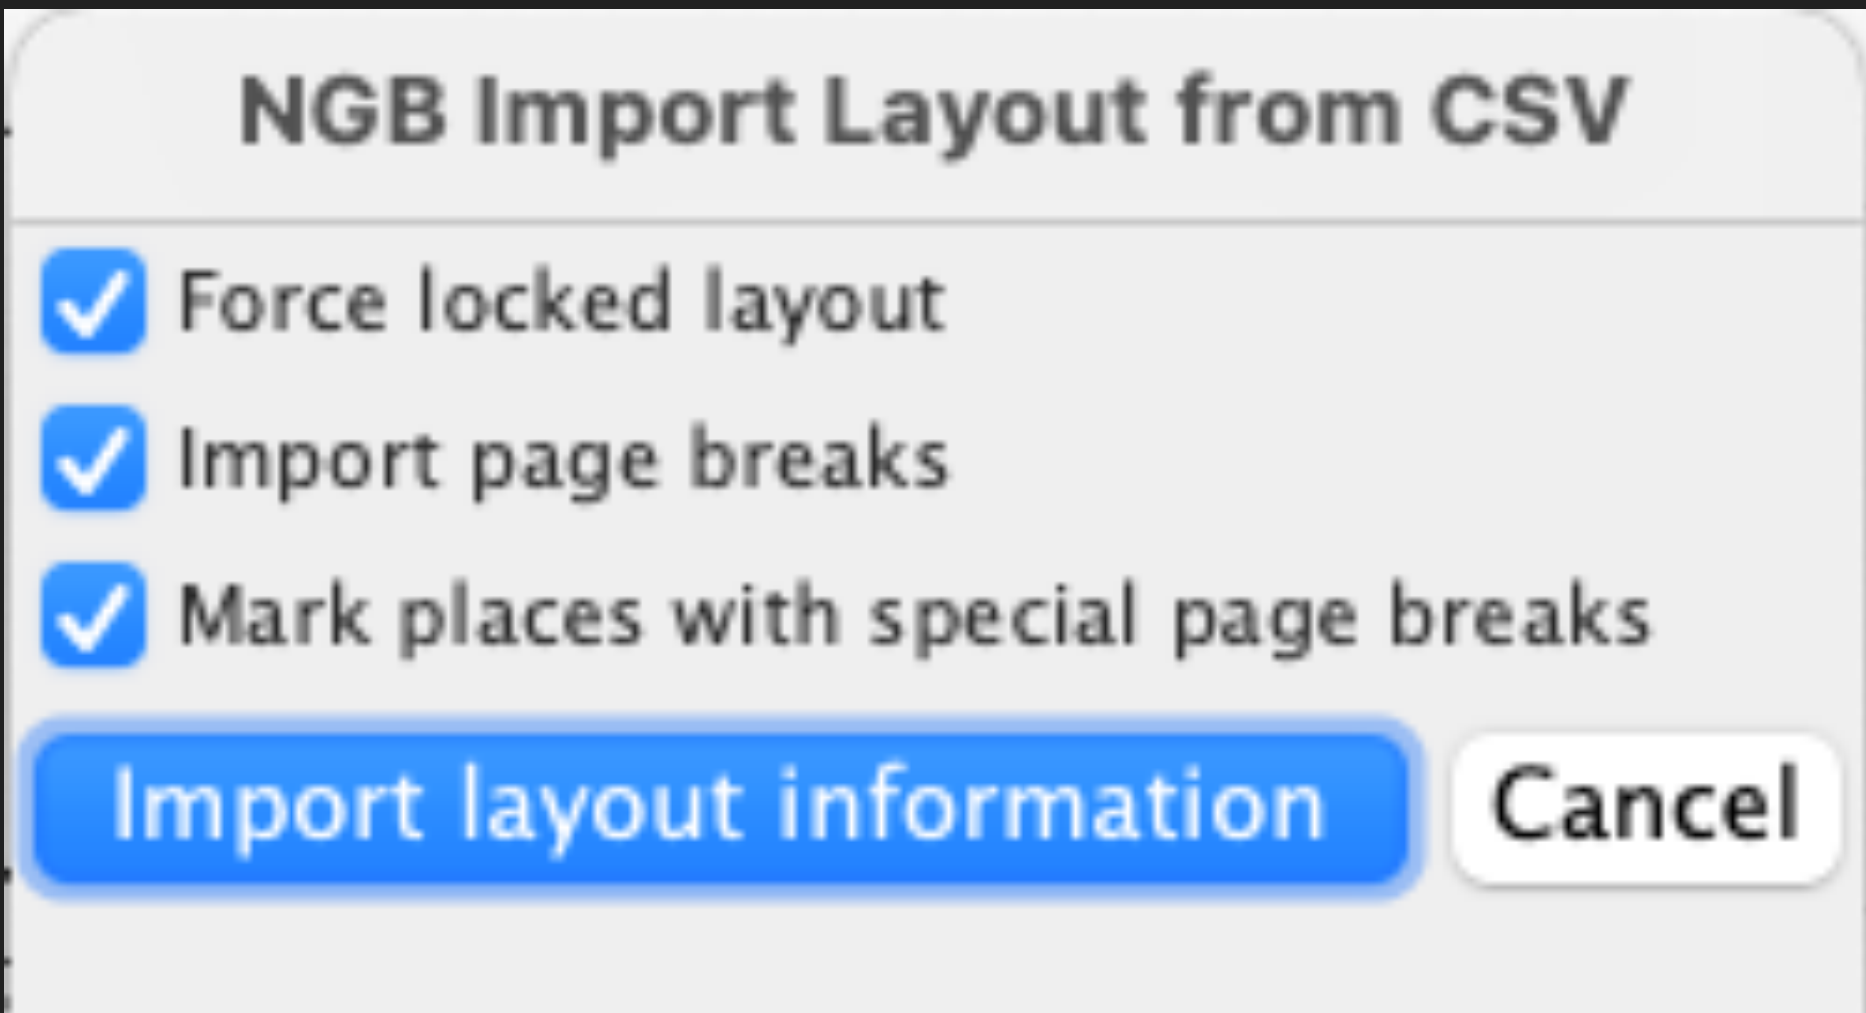 NGB Import Layout from CSV
Force locked layout
Import page breaks
Mark places with special page breaks
Import layout information Cancel